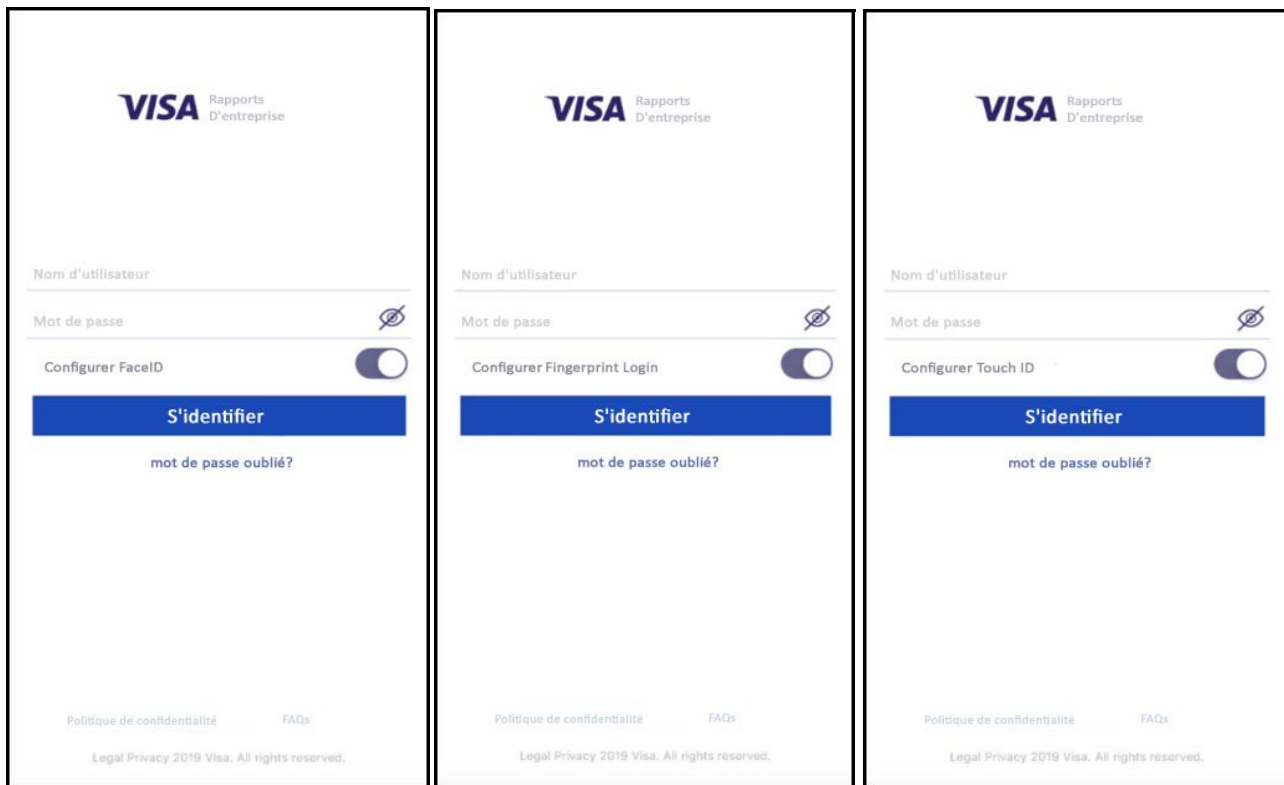 VISA Rapports
D'entreprise
Nom d'utilisateur
Mot de passe
Configurer FaceID
S'identifier
mot de passe oublié?
Politique de confidentialité FAQs
Legal Privacy 2019 Visa. All rights reserved.
VISA Rapports
D'entreprise
Nom d'utilisateur
Mot de passe
Configurer Fingerprint Login
S'identifier
mot de passe oublié?
Politique de confidentialité FAQs
Legal Privacy 2019 Visa. All rights reserved.
VISA Rapports
D'entreprise
Nom d'utilisateur
Mot de passe
Configurer Touch ID
S'identifier
mot de passe oublié?
Politique de confidentialité FAQs
Legal Privacy 2019 Visa. All rights reserved.